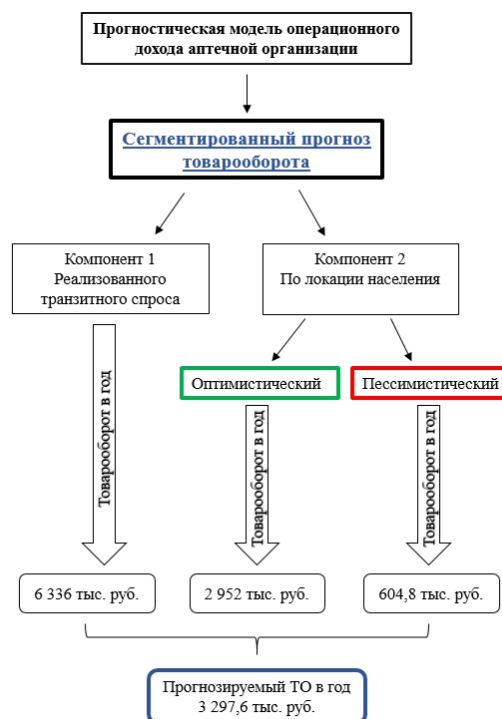 Прогностическая модель операционного
дохода аптечной организации
Сегментированный прогноз
товарооборота
Компонент 1
Реализованного
транзитного спроса
Компонент 2
По локации населения
Оптимистический
Пессимистический
Товарооборот в год
Товарооборот в год
Товарооборот в год
6 336 тыс. руб.
2 952 тыс. руб.
604,8 тыс. руб.
Прогнозируемый ТО в год
3 297,6 тыс. руб.